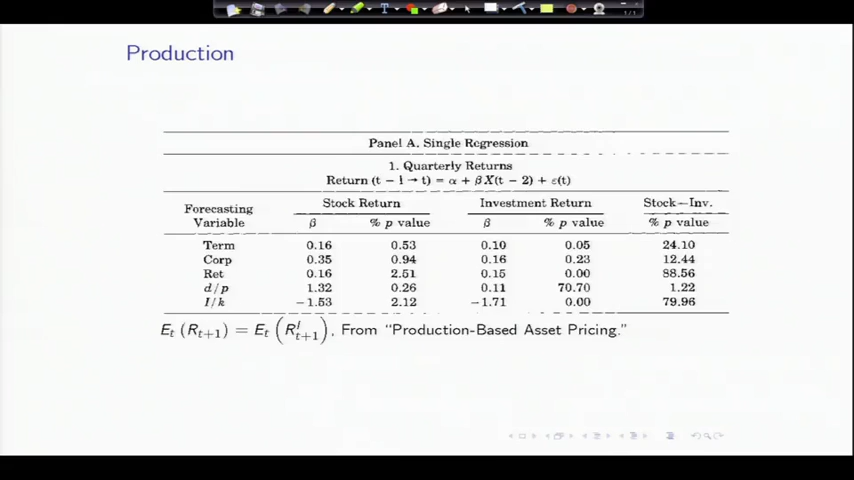 1/1
Production
Panel A. Single Regression
1. Quarterly Returns
Return (t − 1 → t) = α + βX(t − 2) + ε(t)
Forecasting Variable Stock Return Investment Return Stock—Inv.
β % p value β % p value % p value
Term 0.16 0.53 0.10 0.05 24.10
Corp 0.35 0.94 0.16 0.23 12.44
Ret 0.16 2.51 0.15 0.00 88.56
d/p 1.32 0.26 0.11 70.70 1.22
I/k −1.53 2.12 −1.71 0.00 79.96
E_t (R_{t+1}) = E_t (R^I_{t+1}). From “Production-Based Asset Pricing.”